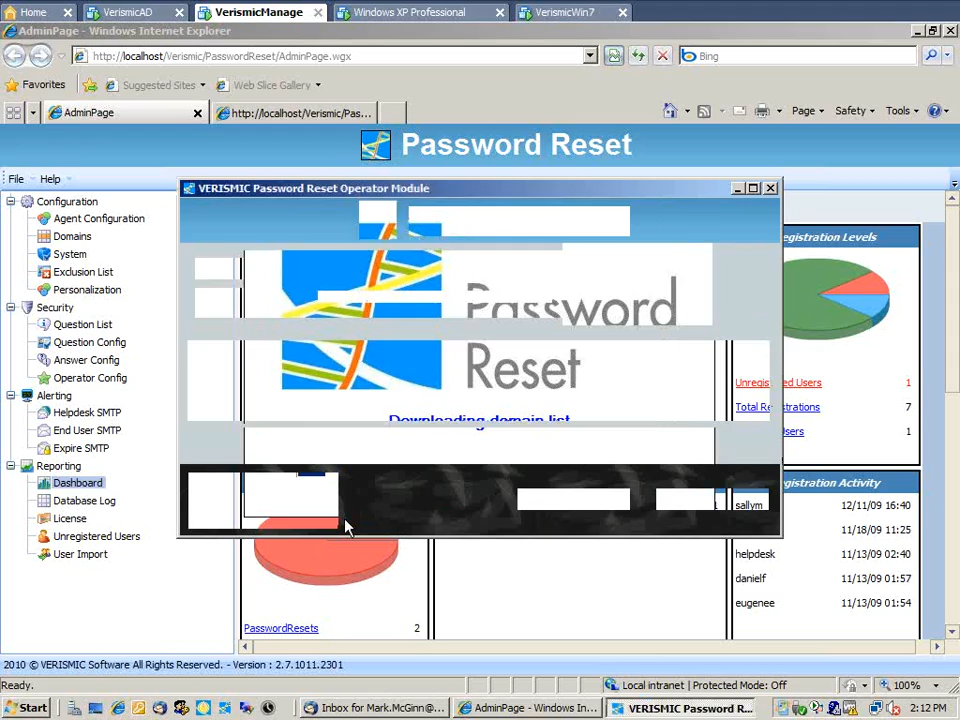 Home VerismicAD VerismicManage Windows XP Professional VerismicWin7
AdminPage - Windows Internet Explorer
http://localhost/Verismic/PasswordReset/AdminPage.wgx Bing
Favorites Suggested Sites Web Slice Gallery
AdminPage http://localhost/Verismic/Pas... Page Safety Tools
Password Reset
File Help
VERISMIC Password Reset Operator Module
Configuration
Agent Configuration
Domains
System
Exclusion List
Personalization
Security
Question List
Question Config
Answer Config
Operator Config
Alerting
Helpdesk SMTP
End User SMTP
Expire SMTP
Reporting
Dashboard
Database Log
License
Unregistered Users
User Import
Password
Reset
Downloading domain list
egistration Levels
Unregis ed Users 1
Total Re strations 7
Users 1
egistration Activity
sallym 12/11/09 16:40
11/18/09 11:25
helpdesk 11/13/09 02:40
danielf 11/13/09 01:57
eugenee 11/13/09 01:54
PasswordResets 2
2010 © VERISMIC Software All Rights Reserved. - Version : 2.7.1011.2301
Ready. Local intranet | Protected Mode: Off 100%
Start Inbox for Mark.McGinn@... AdminPage - Windows In... VERISMIC Password R... 2:12 PM